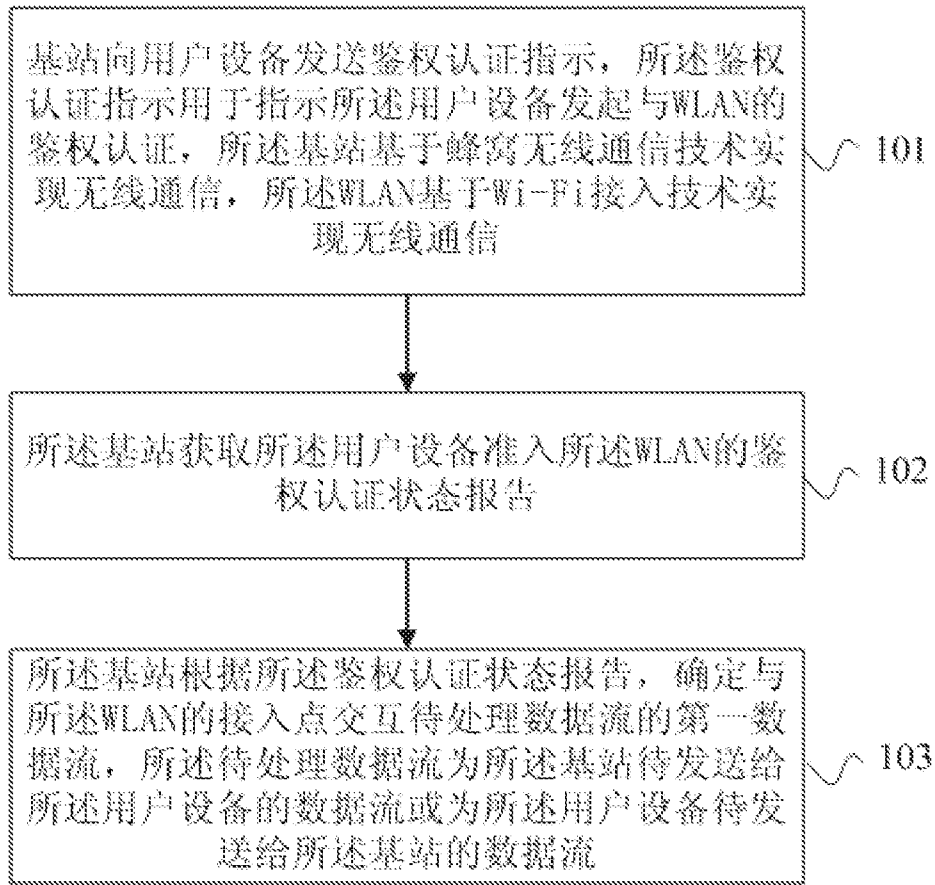 基站向用户设备发送鉴权认证指示，所述鉴权
认证指示用于指示所述用户设备发起与WLAN的
鉴权认证，所述基站基于蜂窝无线通信技术实
现无线通信，所述WLAN基于Wi-Fi接入技术实
现无线通信
101
所述基站获取所述用户设备准入所述WLAN的鉴
权认证状态报告
102
所述基站根据所述鉴权认证状态报告，确定与
所述WLAN的接入点交互待处理数据流的第一数
据流，所述待处理数据流为所述基站待发送给
所述用户设备的数据流或为所述用户设备待发
送给所述基站的数据流
103